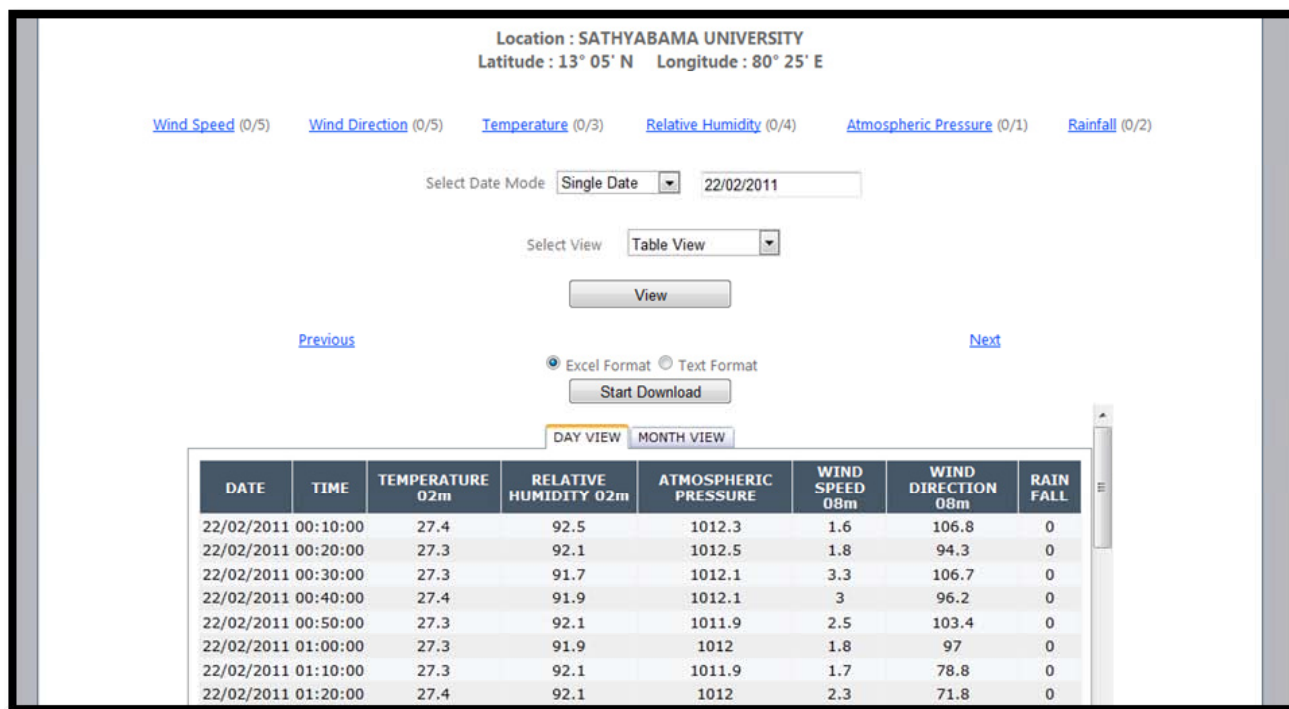 Location : SATHYABAMA UNIVERSITY
Latitude : 13° 05' N Longitude : 80° 25' E
Wind Speed (0/5) Wind Direction (0/5) Temperature (0/3) Relative Humidity (0/4) Atmospheric Pressure (0/1) Rainfall (0/2)
Select Date Mode Single Date 22/02/2011
Select View Table View
View
Previous Next
Excel Format Text Format
Start Download
DAY VIEW MONTH VIEW
DATE TIME TEMPERATURE 02m RELATIVE HUMIDITY 02m ATMOSPHERIC PRESSURE WIND SPEED 08m WIND DIRECTION 08m RAIN FALL
22/02/2011 00:10:00 27.4 92.5 1012.3 1.6 106.8 0
22/02/2011 00:20:00 27.3 92.1 1012.5 1.8 94.3 0
22/02/2011 00:30:00 27.3 91.7 1012.1 3.3 106.7 0
22/02/2011 00:40:00 27.4 91.9 1012.1 3 96.2 0
22/02/2011 00:50:00 27.3 92.1 1011.9 2.5 103.4 0
22/02/2011 01:00:00 27.3 91.9 1012 1.8 97 0
22/02/2011 01:10:00 27.3 92.1 1011.9 1.7 78.8 0
22/02/2011 01:20:00 27.4 92.1 1012 2.3 71.8 0